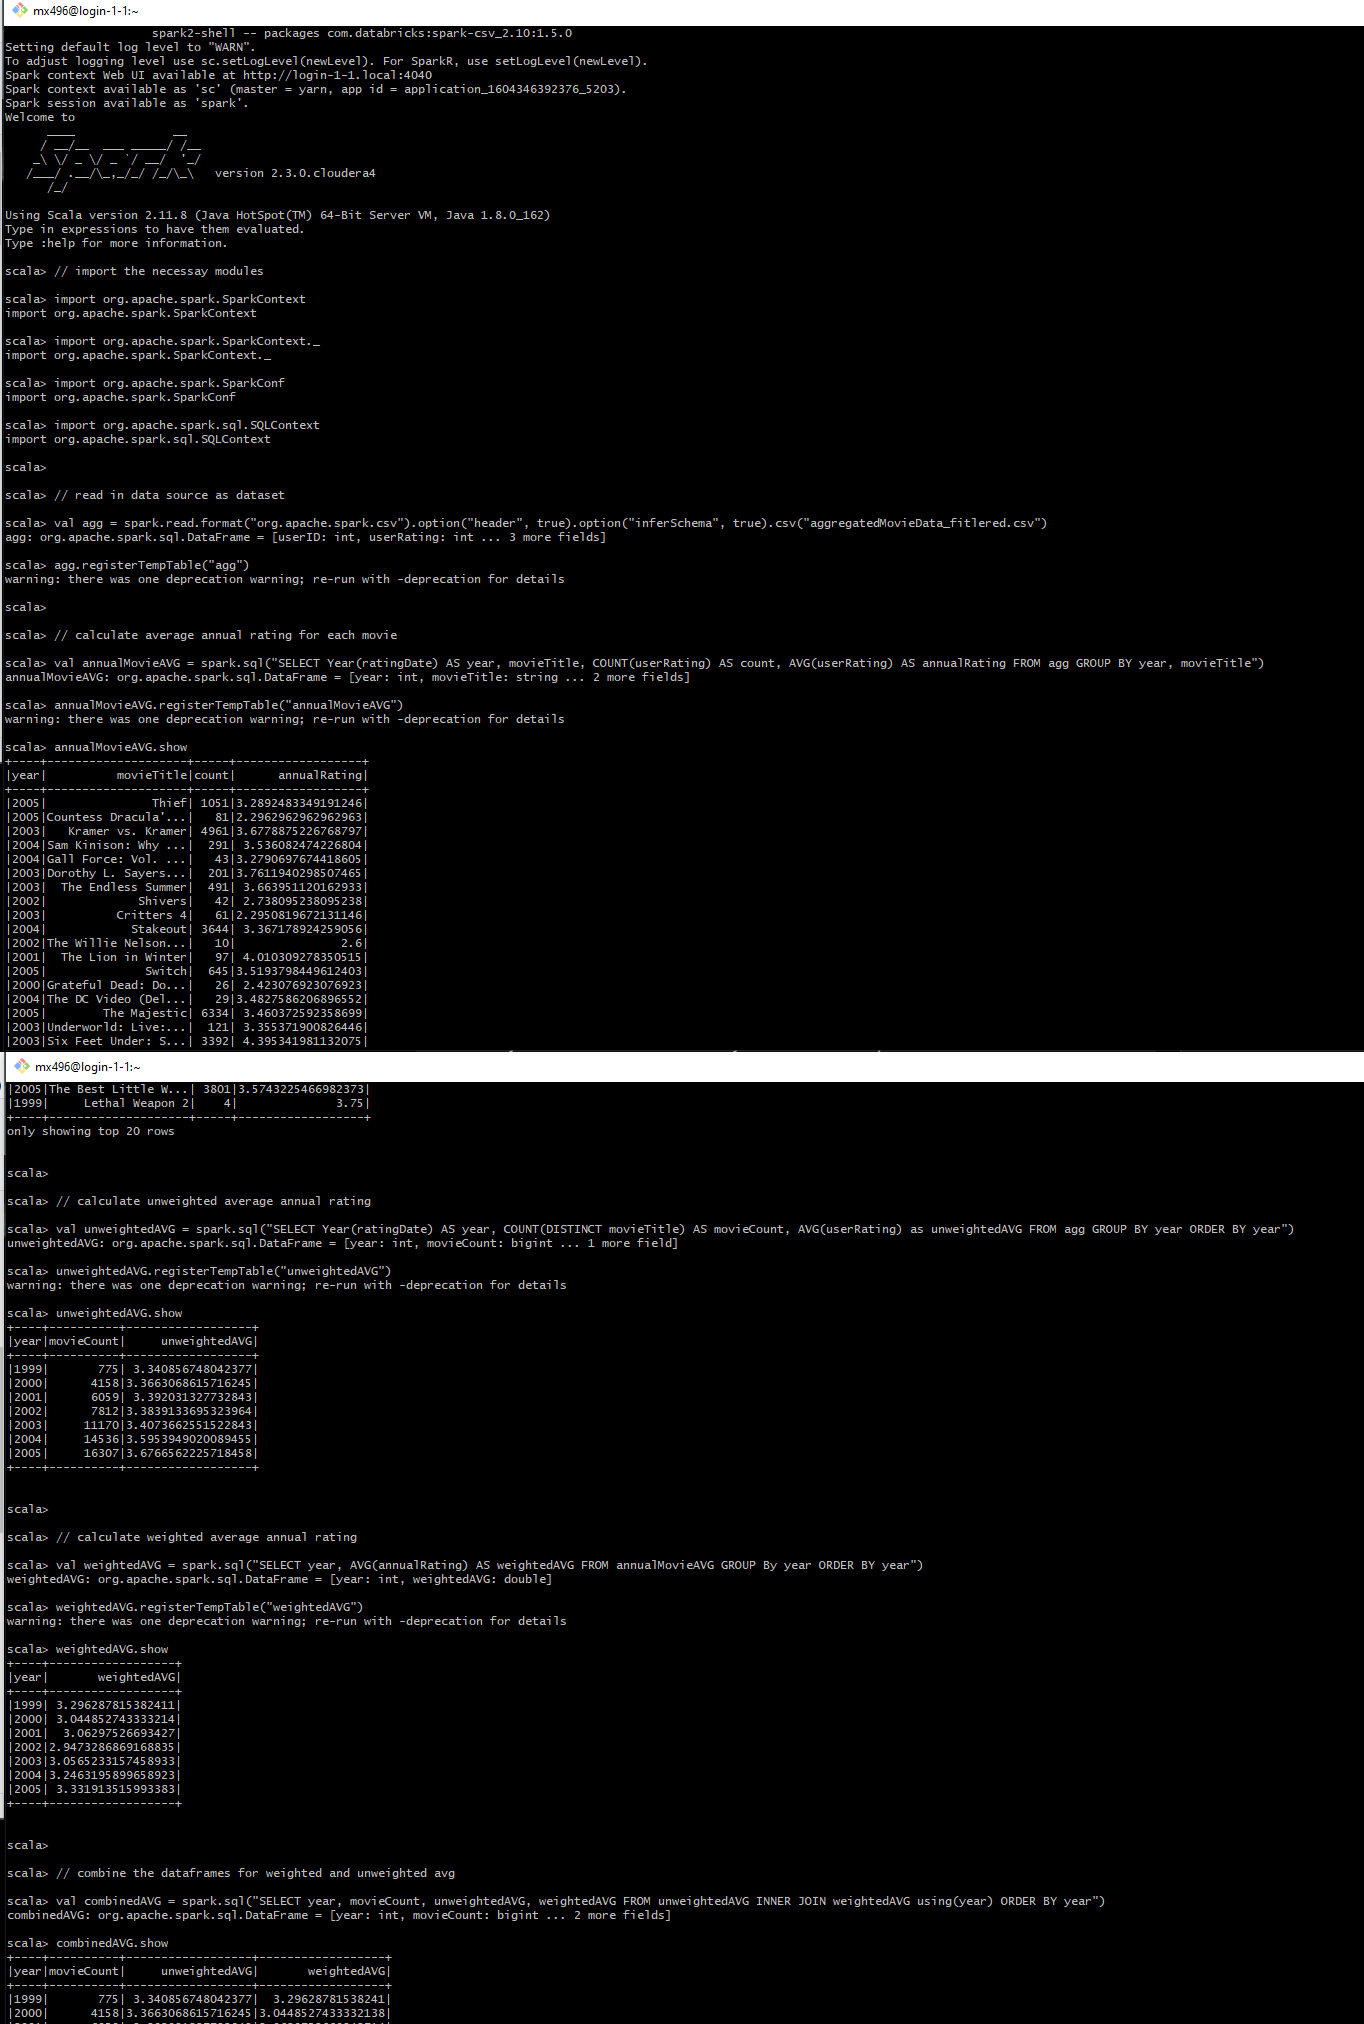 mx496@login-1-1:~
spark2-shell -- packages com.databricks:spark-csv_2.10:1.5.0
Setting default log level to "WARN".
To adjust logging level use sc.setLogLevel(newLevel). For SparkR, use setLogLevel(newLevel).
Spark context Web UI available at http://login-1-1.local:4040
Spark context available as 'sc' (master = yarn, app id = application_1604346392376_5203).
Spark session available as 'spark'.
Welcome to
version 2.3.0.cloudera4
Using Scala version 2.11.8 (Java HotSpot(TM) 64-Bit Server VM, Java 1.8.0_162)
Type in expressions to have them evaluated.
Type :help for more information.
scala> // import the necessay modules
scala> import org.apache.spark.SparkContext
import org.apache.spark.SparkContext
scala> import org.apache.spark.SparkContext._
import org.apache.spark.SparkContext._
scala> import org.apache.spark.SparkConf
import org.apache.spark.SparkConf
scala> import org.apache.spark.sql.SQLContext
import org.apache.spark.sql.SQLContext
scala>
scala> // read in data source as dataset
scala> val agg = spark.read.format("org.apache.spark.csv").option("header", true).option("inferSchema", true).csv("aggregatedMovieData_fitlered.csv")
agg: org.apache.spark.sql.DataFrame = [userID: int, userRating: int ... 3 more fields]
scala> agg.registerTempTable("agg")
warning: there was one deprecation warning; re-run with -deprecation for details
scala>
scala> // calculate average annual rating for each movie
scala> val annualMovieAVG = spark.sql("SELECT Year(ratingDate) AS year, movieTitle, COUNT(userRating) AS count, AVG(userRating) AS annualRating FROM agg GROUP BY year, movieTitle")
annualMovieAVG: org.apache.spark.sql.DataFrame = [year: int, movieTitle: string ... 2 more fields]
scala> annualMovieAVG.registerTempTable("annualMovieAVG")
warning: there was one deprecation warning; re-run with -deprecation for details
scala> annualMovieAVG.show
+----+--------------------+-----+------------------+
|year|          movieTitle|count|      annualRating|
+----+--------------------+-----+------------------+
|2005|               Thief| 1051|3.2892483349191246|
|2005|Countess Dracula'...|   81|2.2962962962962963|
|2003|   Kramer vs. Kramer| 4961|3.6778875226768797|
|2004|Sam Kinison: Why ...|  291| 3.536082474226804|
|2004|Gall Force: Vol. ...|   43|3.2790697674418605|
|2003|Dorothy L. Sayers...|  201|3.7611940298507465|
|2003|  The Endless Summer|  491| 3.663951120162933|
|2002|             Shivers|   42| 2.738095238095238|
|2003|          Critters 4|   61|2.2950819672131146|
|2004|            Stakeout| 3644| 3.367178924259056|
|2002|The Willie Nelson...|   10|               2.6|
|2001|  The Lion in Winter|   97| 4.010309278350515|
|2005|              Switch|  645|3.5193798449612403|
|2000|Grateful Dead: Do...|   26| 2.423076923076923|
|2004|The DC Video (Del...|   29|3.4827586206896552|
|2005|        The Majestic| 6334| 3.460372592358699|
|2003|Underworld: Live:...|  121| 3.355371900826446|
|2003|Six Feet Under: S...| 3392| 4.395341981132075|
mx496@login-1-1:~
|2005|The Best Little W...| 3801|3.5743225466982373|
|1999|     Lethal Weapon 2|    4|              3.75|
+----+--------------------+-----+------------------+
only showing top 20 rows
scala>
scala> // calculate unweighted average annual rating
scala> val unweightedAVG = spark.sql("SELECT Year(ratingDate) AS year, COUNT(DISTINCT movieTitle) AS movieCount, AVG(userRating) as unweightedAVG FROM agg GROUP BY year ORDER BY year")
unweightedAVG: org.apache.spark.sql.DataFrame = [year: int, movieCount: bigint ... 1 more field]
scala> unweightedAVG.registerTempTable("unweightedAVG")
warning: there was one deprecation warning; re-run with -deprecation for details
scala> unweightedAVG.show
+----+----------+------------------+
|year|movieCount|     unweightedAVG|
+----+----------+------------------+
|1999|       775| 3.340856748042377|
|2000|      4158|3.3663068615716245|
|2001|      6059| 3.392031327732843|
|2002|      7812|3.3839133695323964|
|2003|     11170|3.4073662551522843|
|2004|     14536|3.5953949020089455|
|2005|     16307|3.6766562225718458|
+----+----------+------------------+
scala>
scala> // calculate weighted average annual rating
scala> val weightedAVG = spark.sql("SELECT year, AVG(annualRating) AS weightedAVG FROM annualMovieAVG GROUP By year ORDER BY year")
weightedAVG: org.apache.spark.sql.DataFrame = [year: int, weightedAVG: double]
scala> weightedAVG.registerTempTable("weightedAVG")
warning: there was one deprecation warning; re-run with -deprecation for details
scala> weightedAVG.show
+----+------------------+
|year|       weightedAVG|
+----+------------------+
|1999| 3.296287815382411|
|2000| 3.044852743333214|
|2001|  3.06297526693427|
|2002|2.9473286869168835|
|2003|3.0565233157458933|
|2004|3.2463195899658923|
|2005| 3.331913515993383|
+----+------------------+
scala>
scala> // combine the dataframes for weighted and unweighted avg
scala> val combinedAVG = spark.sql("SELECT year, movieCount, unweightedAVG, weightedAVG FROM unweightedAVG INNER JOIN weightedAVG using(year) ORDER BY year")
combinedAVG: org.apache.spark.sql.DataFrame = [year: int, movieCount: bigint ... 2 more fields]
scala> combinedAVG.show
+----+----------+------------------+------------------+
|year|movieCount|     unweightedAVG|       weightedAVG|
+----+----------+------------------+------------------+
|1999|       775| 3.340856748042377|  3.29628781538241|
|2000|      4158|3.3663068615716245|3.0448527433332138|